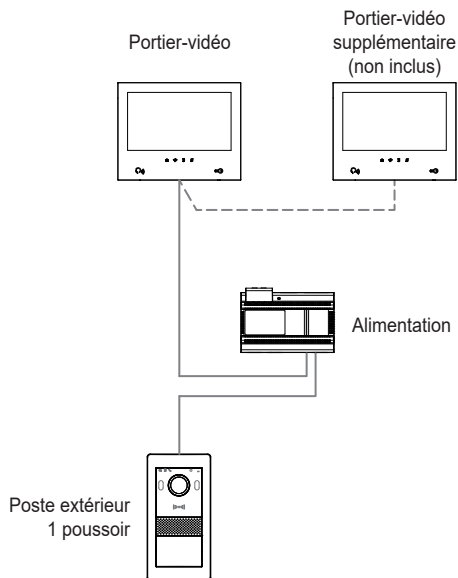 Portier-vidéo
Portier-vidéo
supplémentaire
(non inclus)
Alimentation
Poste extérieur
1 poussoir